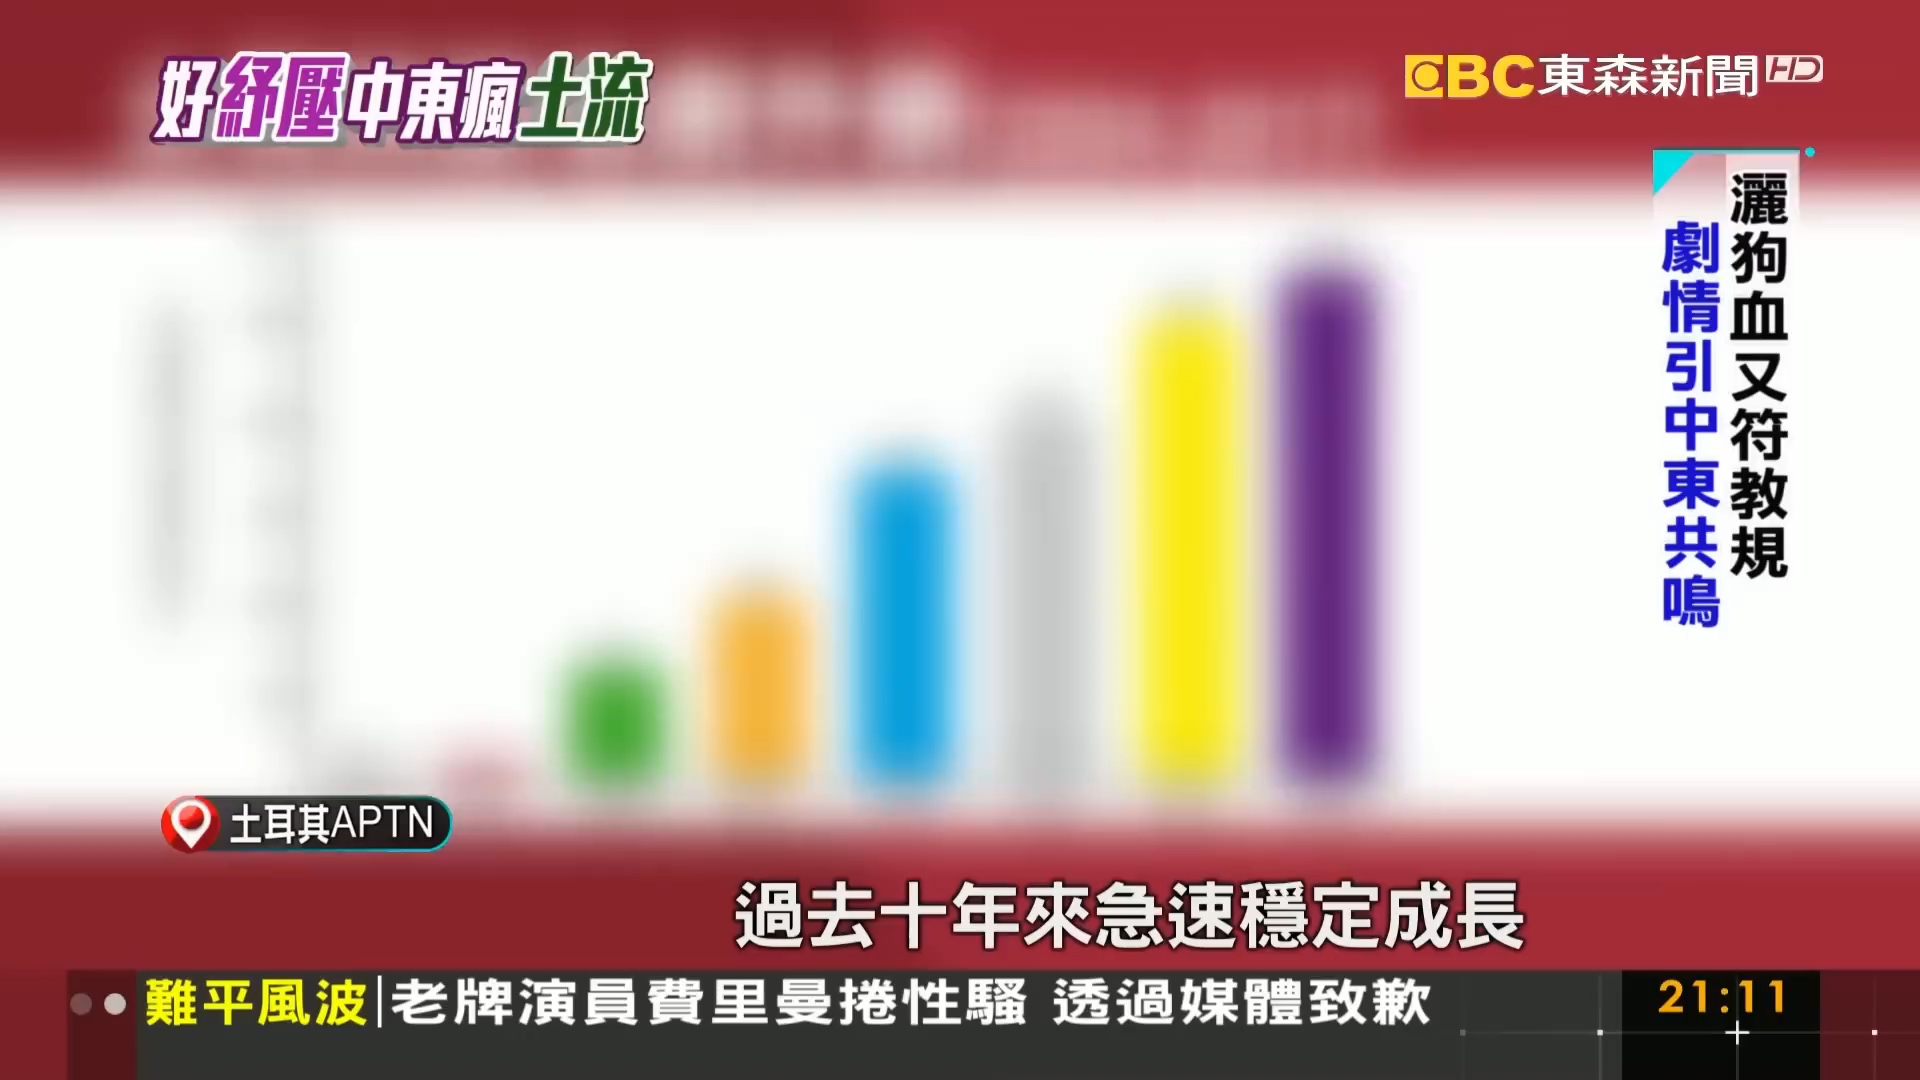 好紓壓中東瘋土流
EBC東森新聞HD
灑狗血又符教規
劇情引中東共鳴
土耳其APTN
過去十年來急速穩定成長
難平風波|老牌演員費里曼捲性騷 透過媒體致歉
21:11